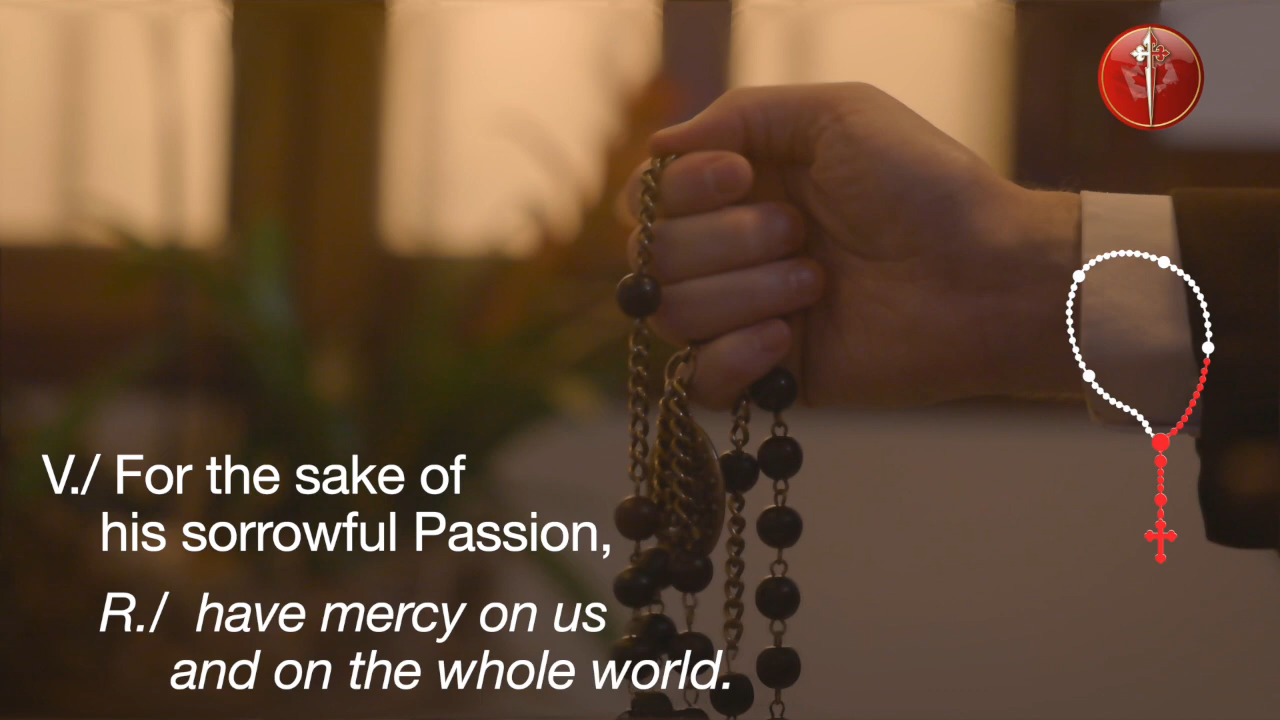 V./ For the sake of
his sorrowful Passion,
R./ have mercy on us
and on the whole world.